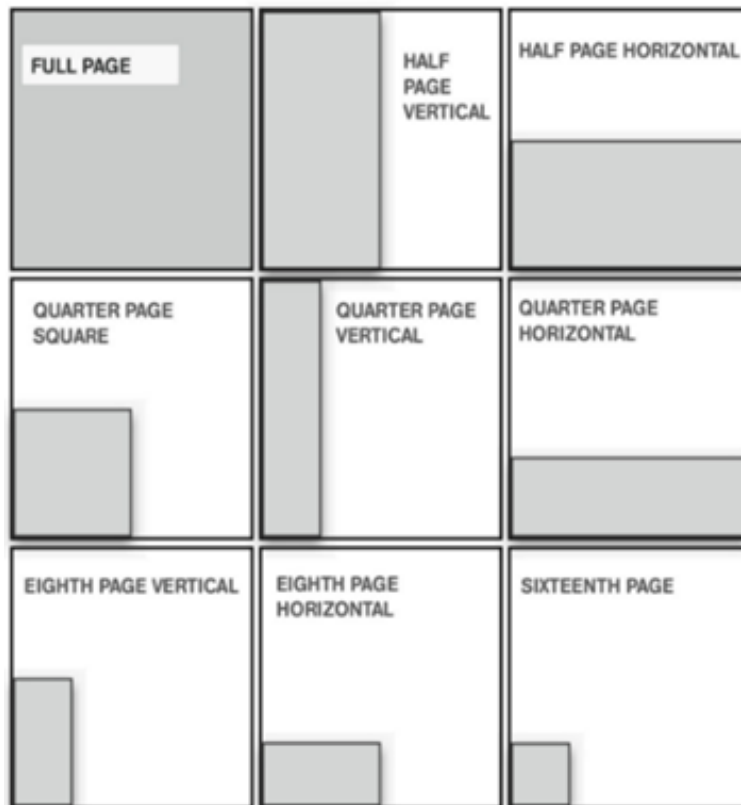 FULL PAGE
HALF
PAGE
VERTICAL
HALF PAGE HORIZONTAL
QUARTER PAGE
SQUARE
QUARTER PAGE
VERTICAL
QUARTER PAGE
HORIZONTAL
EIGHTH PAGE VERTICAL
EIGHTH PAGE
HORIZONTAL
SIXTEENTH PAGE